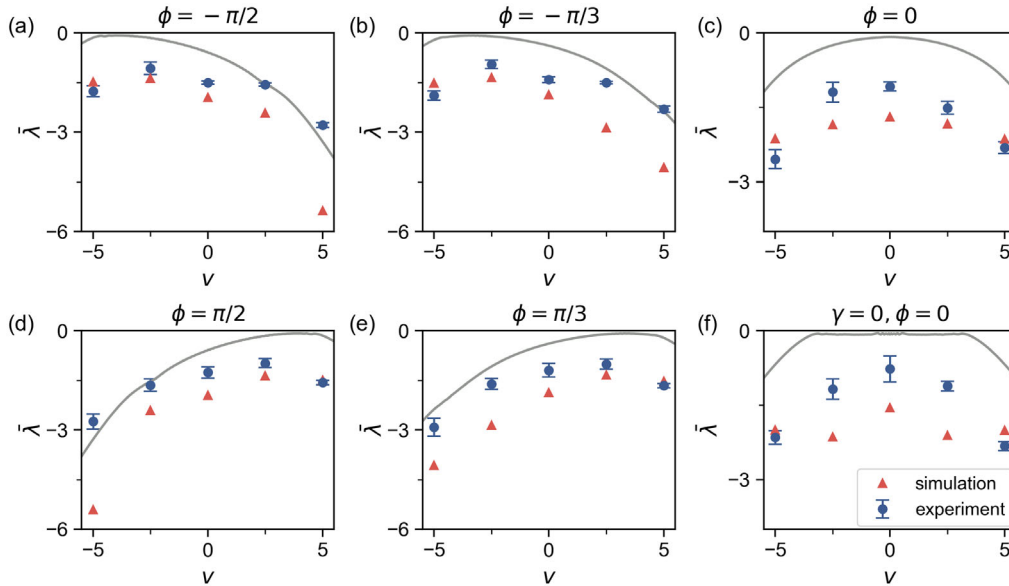 (a) ϕ = − π/2
0
−3
−6
λ̄
−5 0 5
v
(b) ϕ = − π/3
0
−3
−6
λ̄
−5 0 5
v
(c) ϕ = 0
0
−3
λ̄
−5 0 5
v
(d) ϕ = π/2
0
−3
−6
λ̄
−5 0 5
v
(e) ϕ = π/3
0
−3
−6
λ̄
−5 0 5
v
(f) γ = 0, ϕ = 0
0
−3
λ̄
simulation
experiment
−5 0 5
v